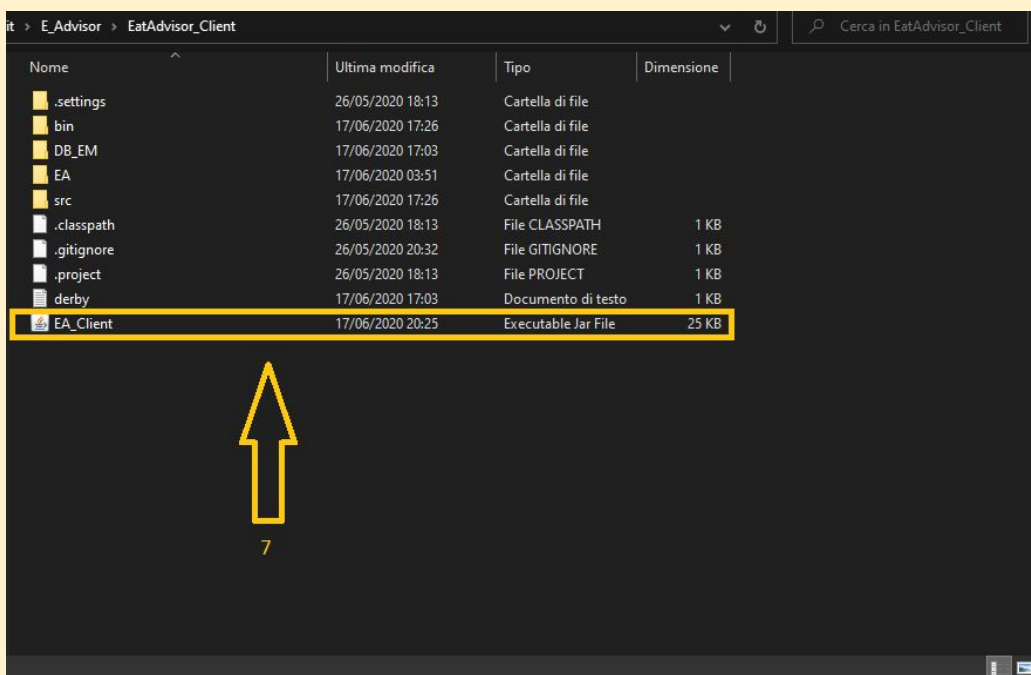 it > E_Advisor > EatAdvisor_Client Cerca in EatAdvisor_Client
Nome Ultima modifica Tipo Dimensione
.settings 26/05/2020 18:13 Cartella di file
bin 17/06/2020 17:26 Cartella di file
DB_EM 17/06/2020 17:03 Cartella di file
EA 17/06/2020 03:51 Cartella di file
src 17/06/2020 17:26 Cartella di file
.classpath 26/05/2020 18:13 File CLASSPATH 1 KB
.gitignore 26/05/2020 20:32 File GITIGNORE 1 KB
.project 26/05/2020 18:13 File PROJECT 1 KB
derby 17/06/2020 17:03 Documento di testo 1 KB
EA_Client 17/06/2020 20:25 Executable Jar File 25 KB
7